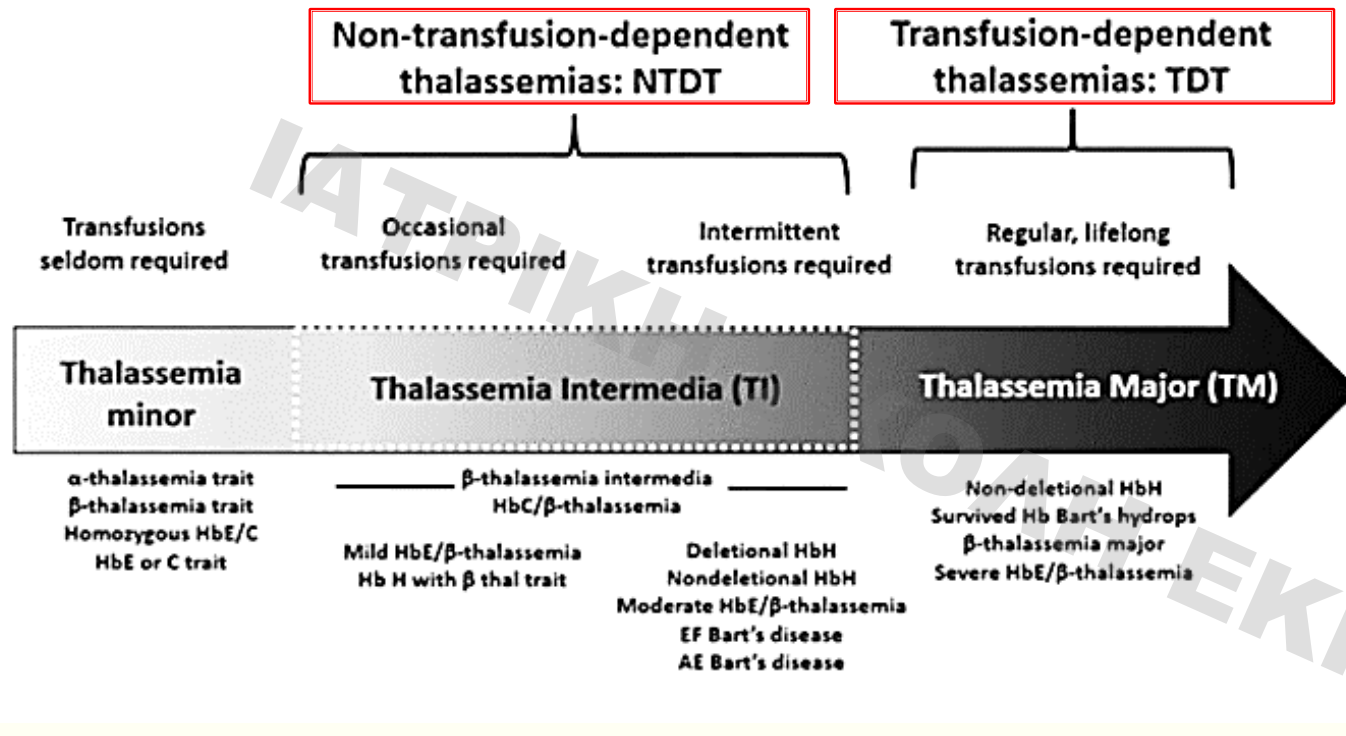 Non-transfusion-dependent
thalassemias: NTDT
Transfusion-dependent
thalassemias: TDT
Transfusions
seldom required
Occasional
transfusions required
Intermittent
transfusions required
Regular, lifelong
transfusions required
Thalassemia
minor
Thalassemia Intermedia (TI)
Thalassemia Major (TM)
α-thalassemia trait
β-thalassemia trait
Homozygous HbE/C
HbE or C trait
β-thalassemia intermedia
HbC/β-thalassemia
Mild HbE/β-thalassemia
Hb H with β thal trait
Deletional HbH
Nondeletional HbH
Moderate HbE/β-thalassemia
EF Bart's disease
AE Bart's disease
Non-deletional HbH
Survived Hb Bart's hydrops
β-thalassemia major
Severe HbE/β-thalassemia
ΙΑΤΡΙΚΗ